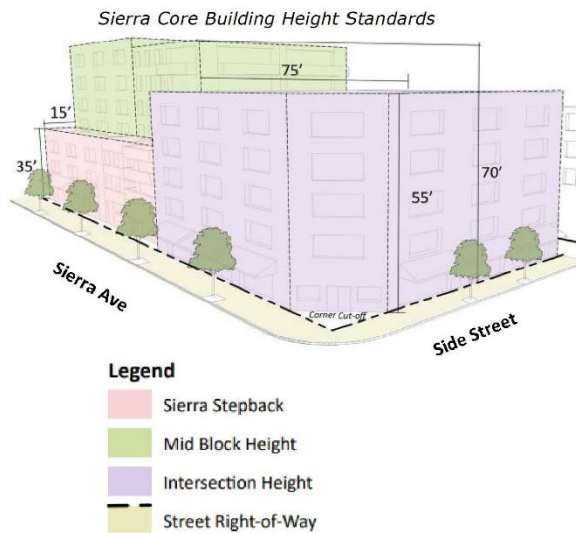 Sierra Core Building Height Standards
75’
15’
35’
55’
70’
Sierra Ave
Corner Cut-off
Side Street
Legend
Sierra Stepback
Mid Block Height
Intersection Height
Street Right-of-Way